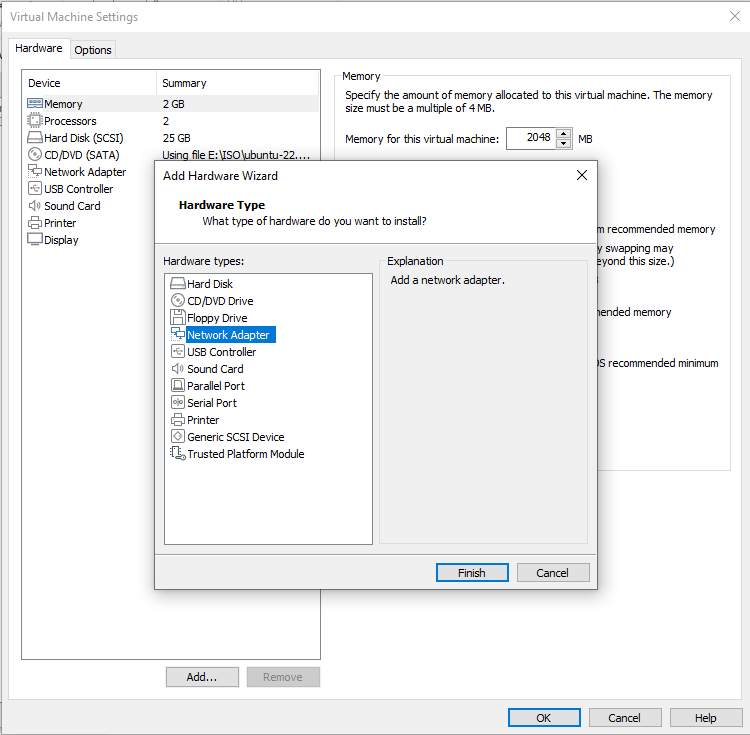 Virtual Machine Settings
Hardware
Options
Device Summary
Memory 2 GB
Processors 2
Hard Disk (SCSI) 25 GB
CD/DVD (SATA) Using file E:\ISO\ubuntu-22....
Network Adapter
USB Controller
Sound Card
Printer
Display
Memory
Specify the amount of memory allocated to this virtual machine. The memory
size must be a multiple of 4 MB.
Memory for this virtual machine: 2048 MB
recommended memory
y swapping may
eyond this size.)
ended memory
OS recommended minimum
Add Hardware Wizard
Hardware Type
What type of hardware do you want to install?
Hardware types:
Hard Disk
CD/DVD Drive
Floppy Drive
Network Adapter
USB Controller
Sound Card
Parallel Port
Serial Port
Printer
Generic SCSI Device
Trusted Platform Module
Explanation
Add a network adapter.
Finish
Cancel
Add...
Remove
OK
Cancel
Help